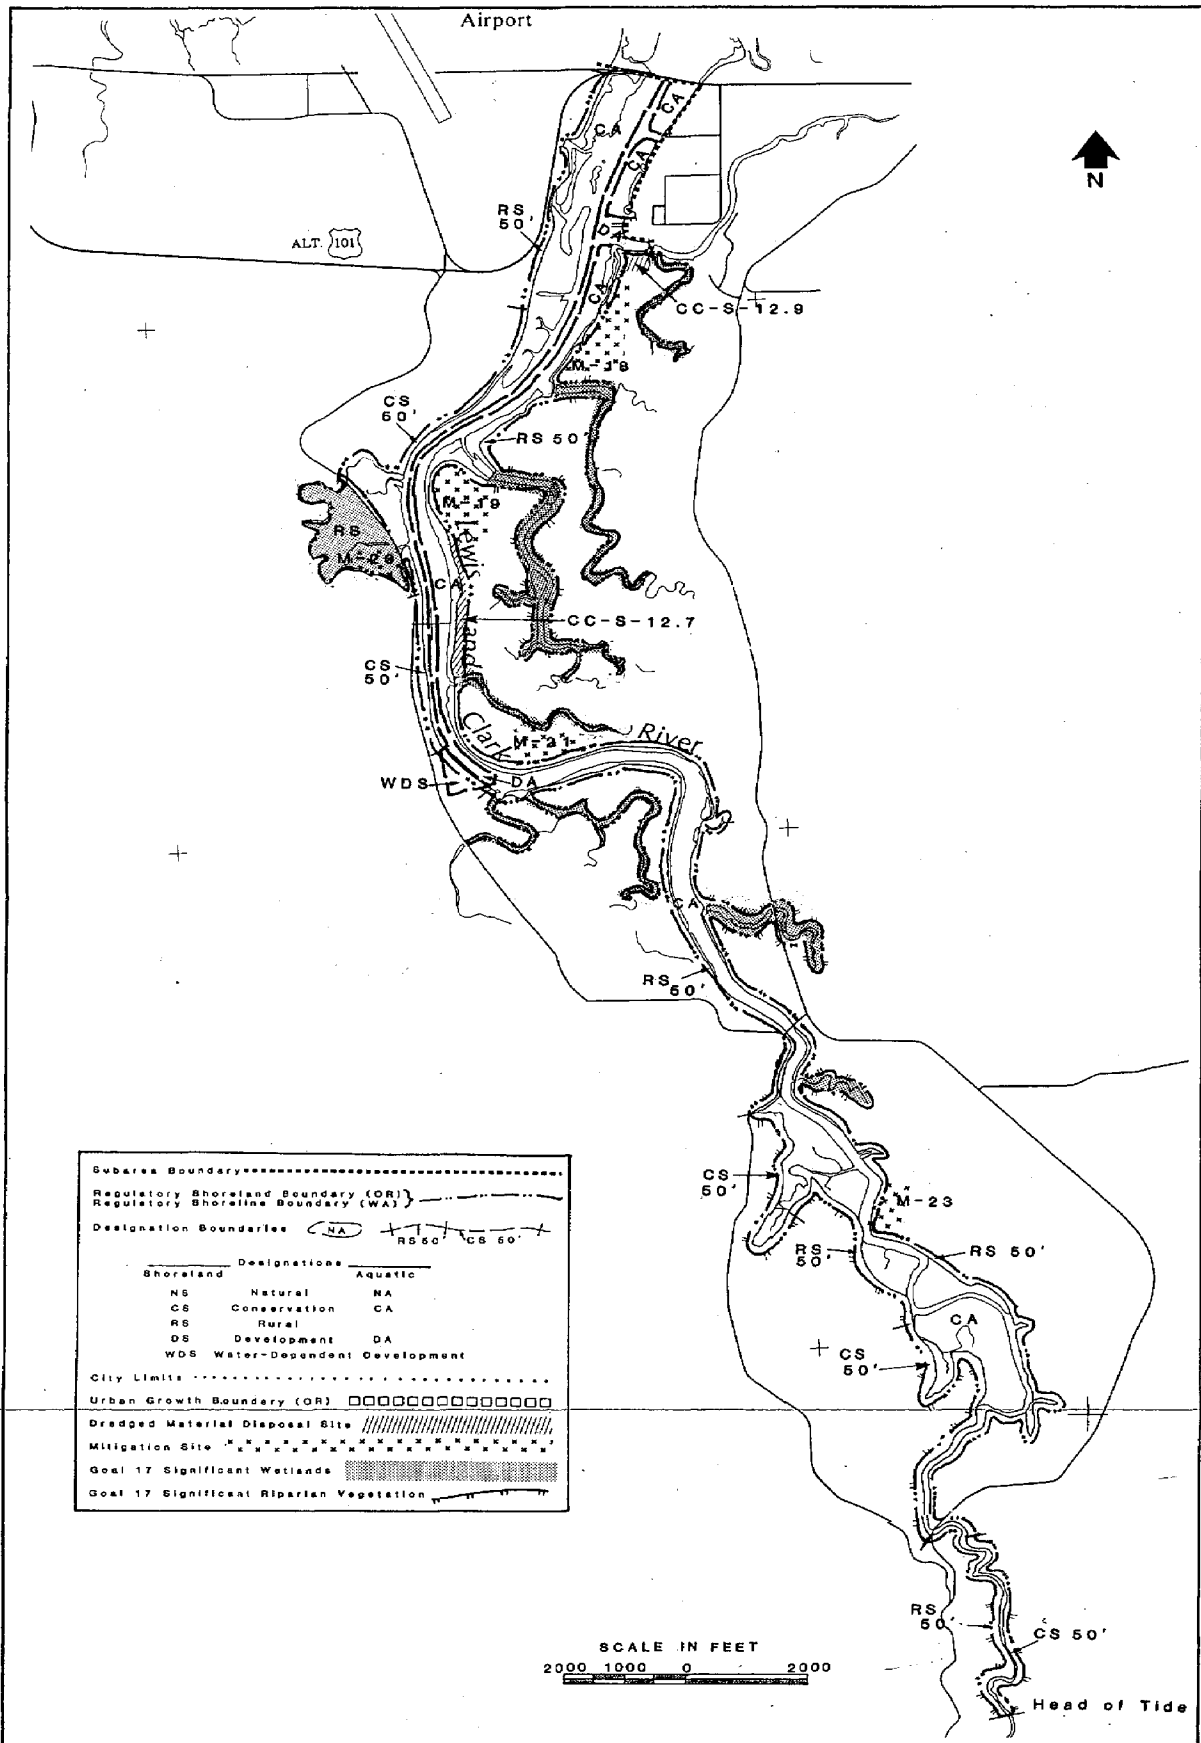 Airport
CA
CA
CA
N
RS
50'
ALT. 101
DA
CA
CC-S-12.9
M-18
CS
50'
RS 50'
M-19
RS
Lewis
CA
and
CC-S-12.7
CS
50'
Clark
M-21
River
WDS
DA
CA
RS
50'
CS
50'
M-23
RS
50'
RS 50'
CA
CS
50'
Subarea Boundary
Regulatory Shoreland Boundary (OR)
Regulatory Shoreline Boundary (WA)
Designation Boundaries NA RS 50' CS 50'
Designations
Shoreland Aquatic
NS Natural NA
CS Conservation CA
RS Rural
DS Development DA
WDS Water-Dependent Development
City Limits
Urban Growth Boundary (OR)
Dredged Material Disposal Site
Mitigation Site
Goal 17 Significant Wetlands
Goal 17 Significant Riparian Vegetation
RS
50'
CS 50'
SCALE IN FEET
2000 1000 0 2000
Head of Tide